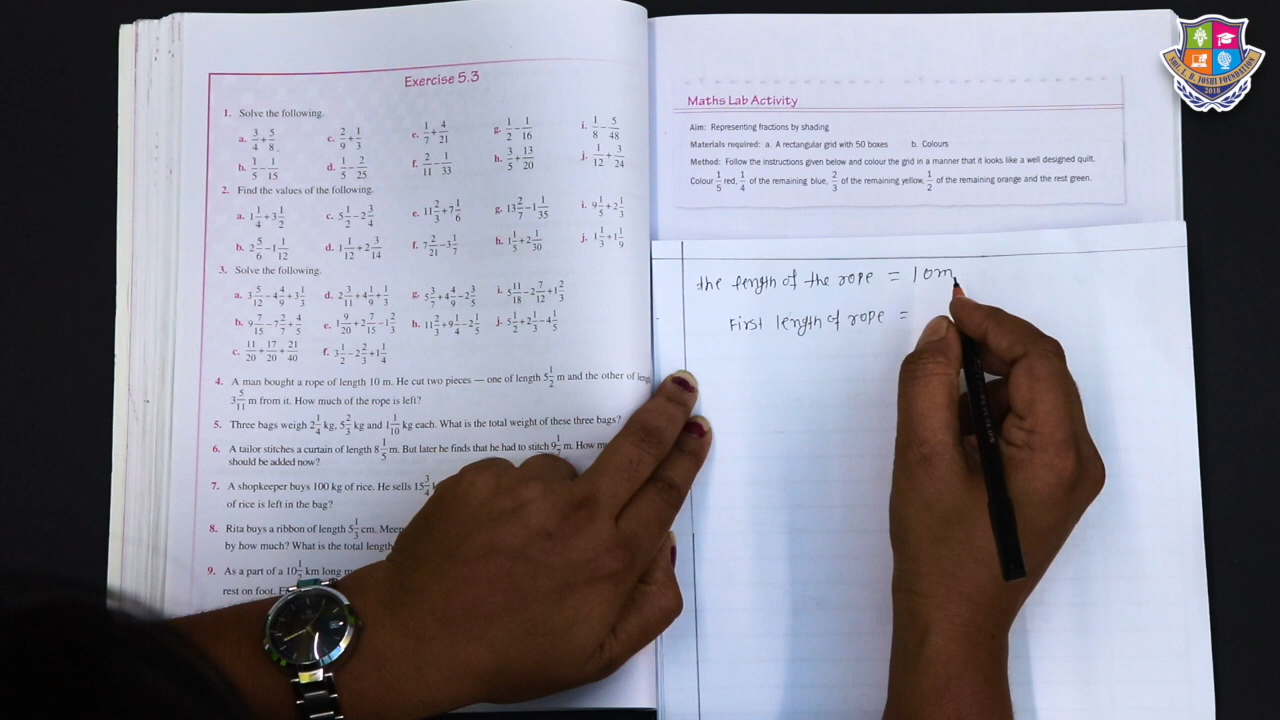 Exercise 5.3
1. Solve the following.
a. 3/4 + 5/8 c. 2/9 + 1/3 e. 1/7 + 4/21 g. 1/2 − 1/16 i. 1/8 − 5/48
b. 1/5 − 1/15 d. 1/5 − 2/25 f. 2/11 − 1/33 h. 3/5 + 13/20 j. 1/12 + 3/24
2. Find the values of the following.
a. 1 1/4 + 3 1/2 c. 5 1/2 − 2 3/4 e. 11 2/3 + 7 1/6 g. 13 2/7 − 1 1/35 i. 9 1/5 + 2 1/3
b. 2 5/6 − 1 1/12 d. 1 1/12 + 2 3/14 f. 7 2/21 − 3 1/7 h. 1 1/5 + 2 1/30 j. 1 1/3 + 1 1/9
3. Solve the following.
a. 3 5/12 − 4 4/9 + 3 1/3 d. 2 3/11 + 4 1/9 + 1/3 g. 5 3/7 + 4 4/9 − 2 3/5 i. 5 11/18 − 2 7/12 + 1 2/3
b. 9 7/15 − 7 2/7 + 4/5 e. 1 9/20 + 2 7/15 − 1 2/3 h. 11 2/3 + 9 1/4 − 2 1/5 j. 5 1/2 + 2 1/3 − 4 1/5
c. 11/20 + 17/20 + 21/40 f. 3 1/2 − 2 2/3 + 1 1/4
4. A man bought a rope of length 10 m. He cut two pieces — one of length 5 1/2 m and the other of
3 5/11 m from it. How much of the rope is left?
5. Three bags weigh 2 1/4 kg, 5 2/3 kg and 1 1/10 kg each. What is the total weight of these three bags?
6. A tailor stitches a curtain of length 8 1/5 m. But later he finds that he had to stitch m. How
should be added now?
7. A shopkeeper buys 100 kg of rice. He sells 15 3/4
of rice is left in the bag?
8. Rita buys a ribbon of length 5 1/3 cm.
by how much? What is the total length
9. As a part of a km long
rest on foot.
Maths Lab Activity
Aim: Representing fractions by shading
Materials required: a. A rectangular grid with 50 boxes b. Colours
Method: Follow the instructions given below and colour the grid in a manner that it looks like a well designed quilt.
Colour 1/5 red, 1/4 of the remaining blue, 2/3 of the remaining yellow, 1/2 of the remaining orange and the rest green.
the length of the rope = 10m
First length of rope =
SHL. L. B. JOSHI FOUNDATION
2018